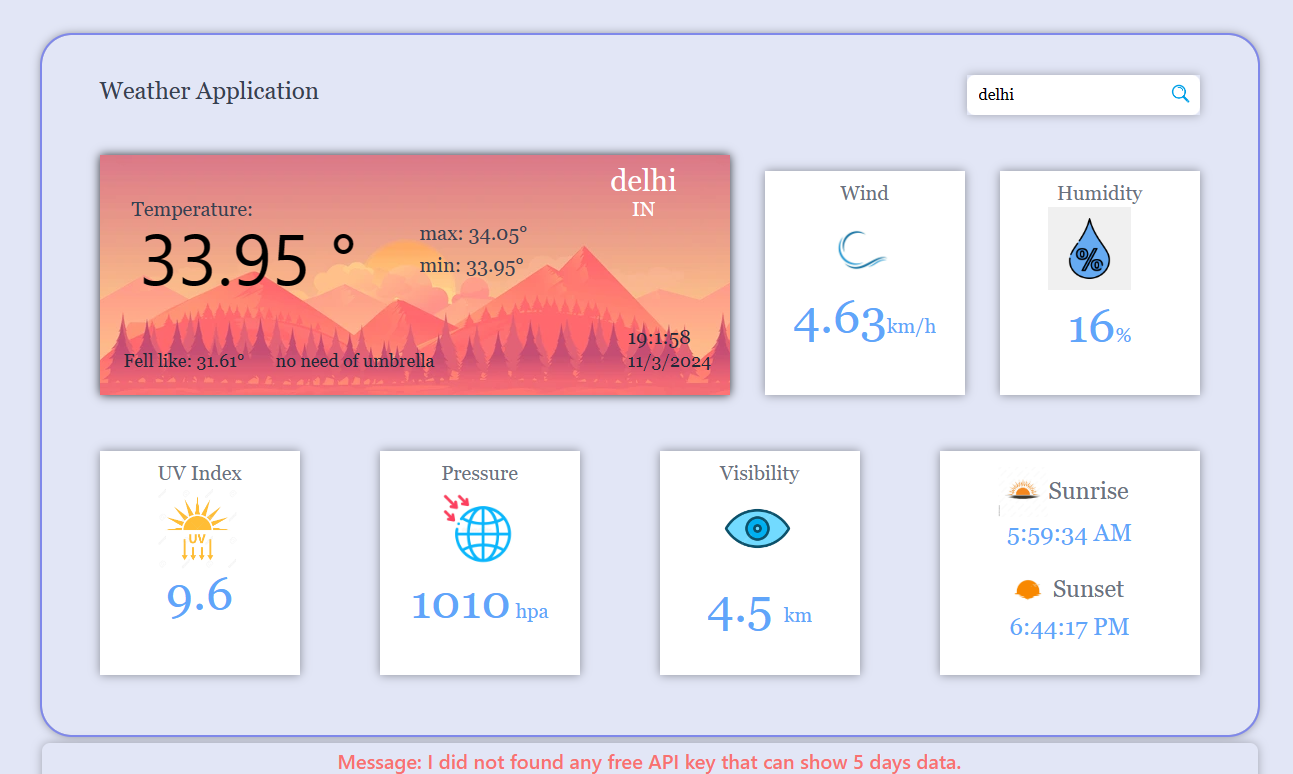 Weather Application
delhi
delhi
IN
Temperature:
33.95 °
max: 34.05°
min: 33.95°
Fell like: 31.61°
no need of umbrella
19:1:58
11/3/2024
Wind
4.63km/h
Humidity
%
16%
UV Index
UV
9.6
Pressure
1010 hpa
Visibility
4.5 km
Sunrise
5:59:34 AM
Sunset
6:44:17 PM
Message: I did not found any free API key that can show 5 days data.